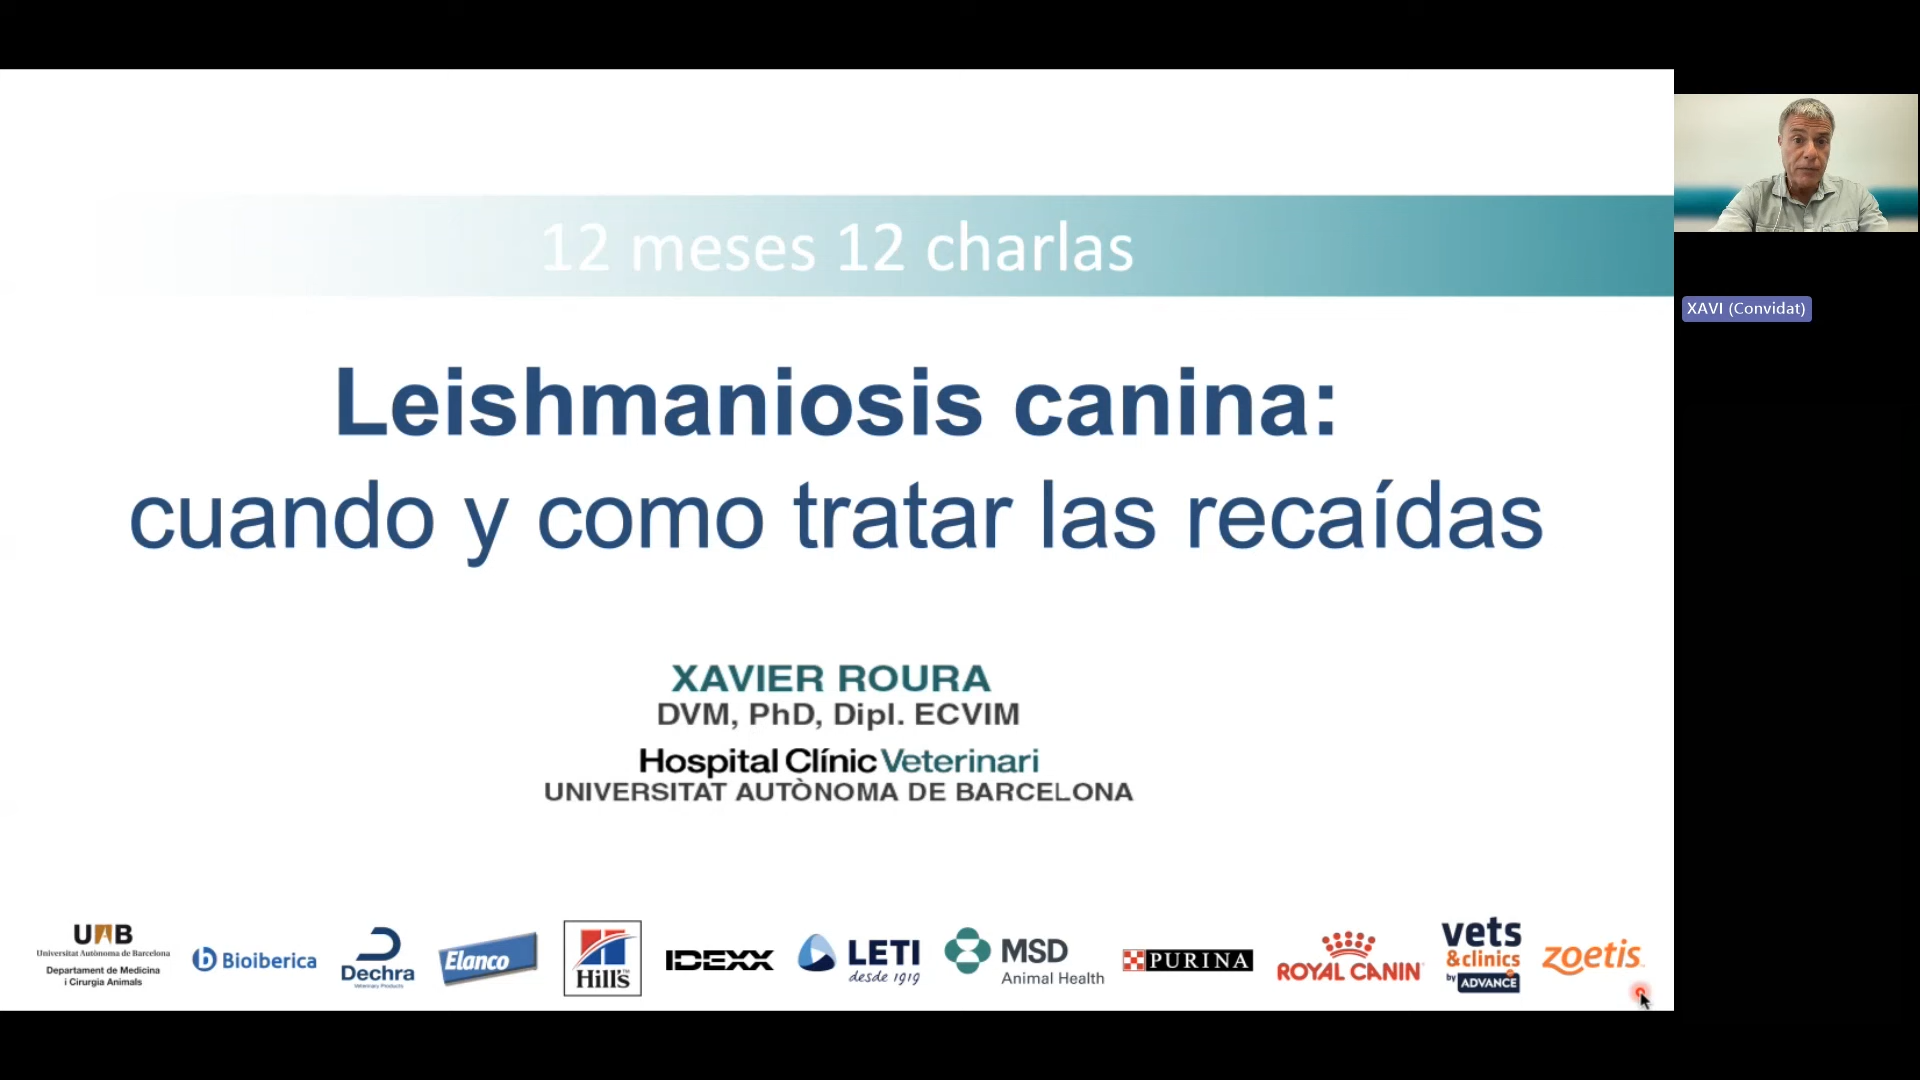 12 meses 12 charlas
Leishmaniosis canina:
cuando y como tratar las recaídas
XAVIER ROURA
DVM, PhD, Dipl. ECVIM
Hospital Clínic Veterinari
UNIVERSITAT AUTÒNOMA DE BARCELONA
UAB
Universitat Autònoma de Barcelona
Departament de Medicina
i Cirurgia Animals
b Bioiberica
Dechra
Veterinary Products
Elanco
Hill's
IDEXX
LETI
desde 1919
MSD
Animal Health
PURINA
ROYAL CANIN
vets
&clinics
by ADVANCE
zoetis
XAVI (Convidat)